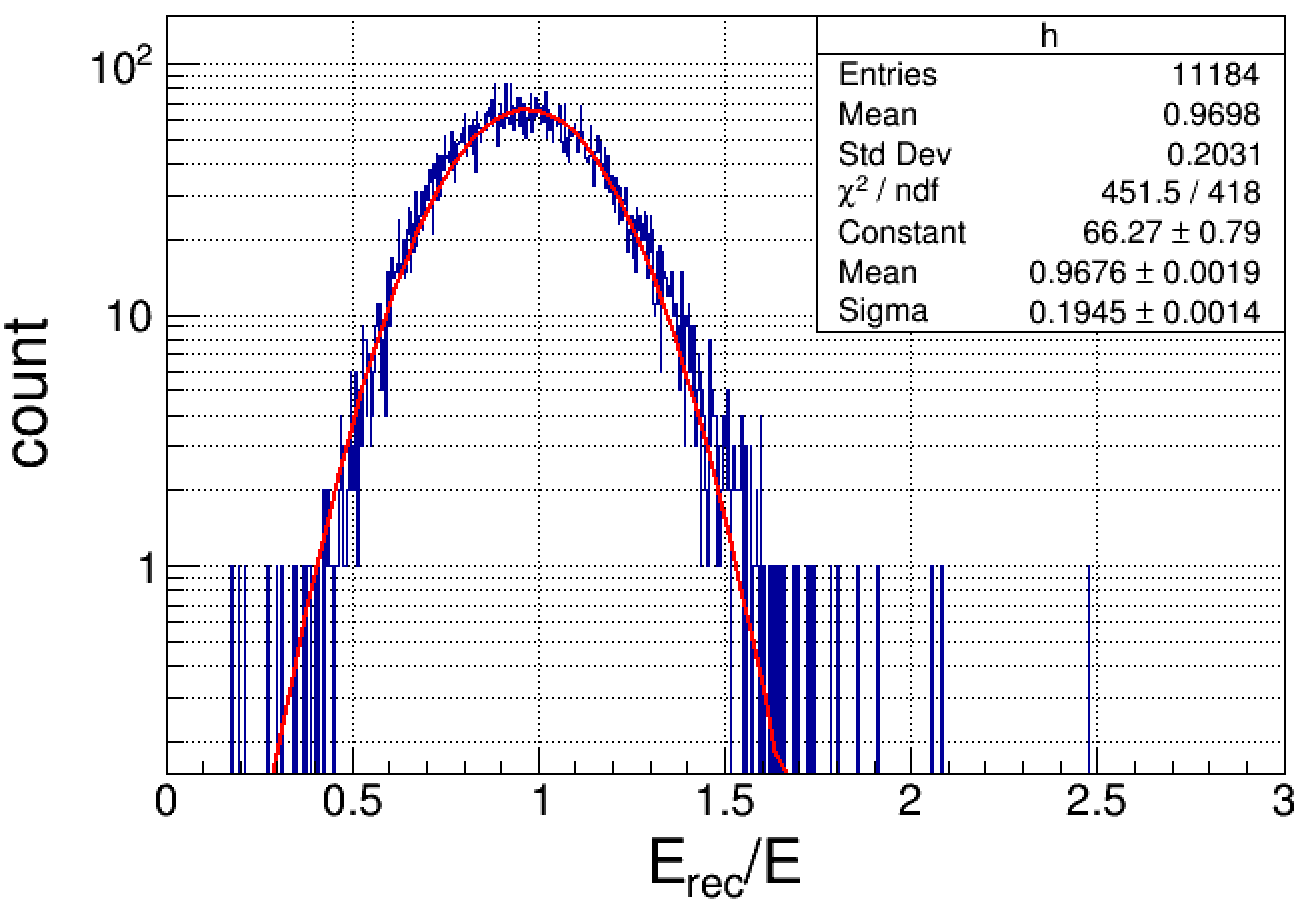 h
Entries 11184
Mean 0.9698
Std Dev 0.2031
χ² / ndf 451.5 / 418
Constant 66.27 ± 0.79
Mean 0.9676 ± 0.0019
Sigma 0.1945 ± 0.0014
10²
10
1
count
0 0.5 1 1.5 2 2.5 3
E_rec/E